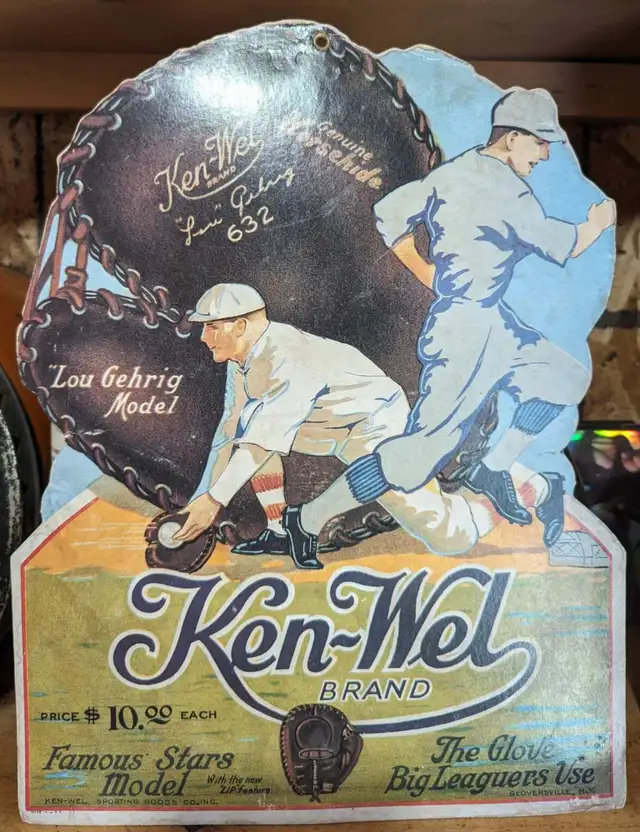 Ken-Wel
BRAND
"Lou" Gehrig
632
Genuine
Horsehide
"Lou Gehrig
Model
Ken-Wel
BRAND
PRICE $ 10.00 EACH
Famous Stars
Model
With the new
ZIP feature
KEN-WEL SPORTING GOODS CO., INC.
The Glove
Big Leaguers Use
GLOVERSVILLE, N.Y.